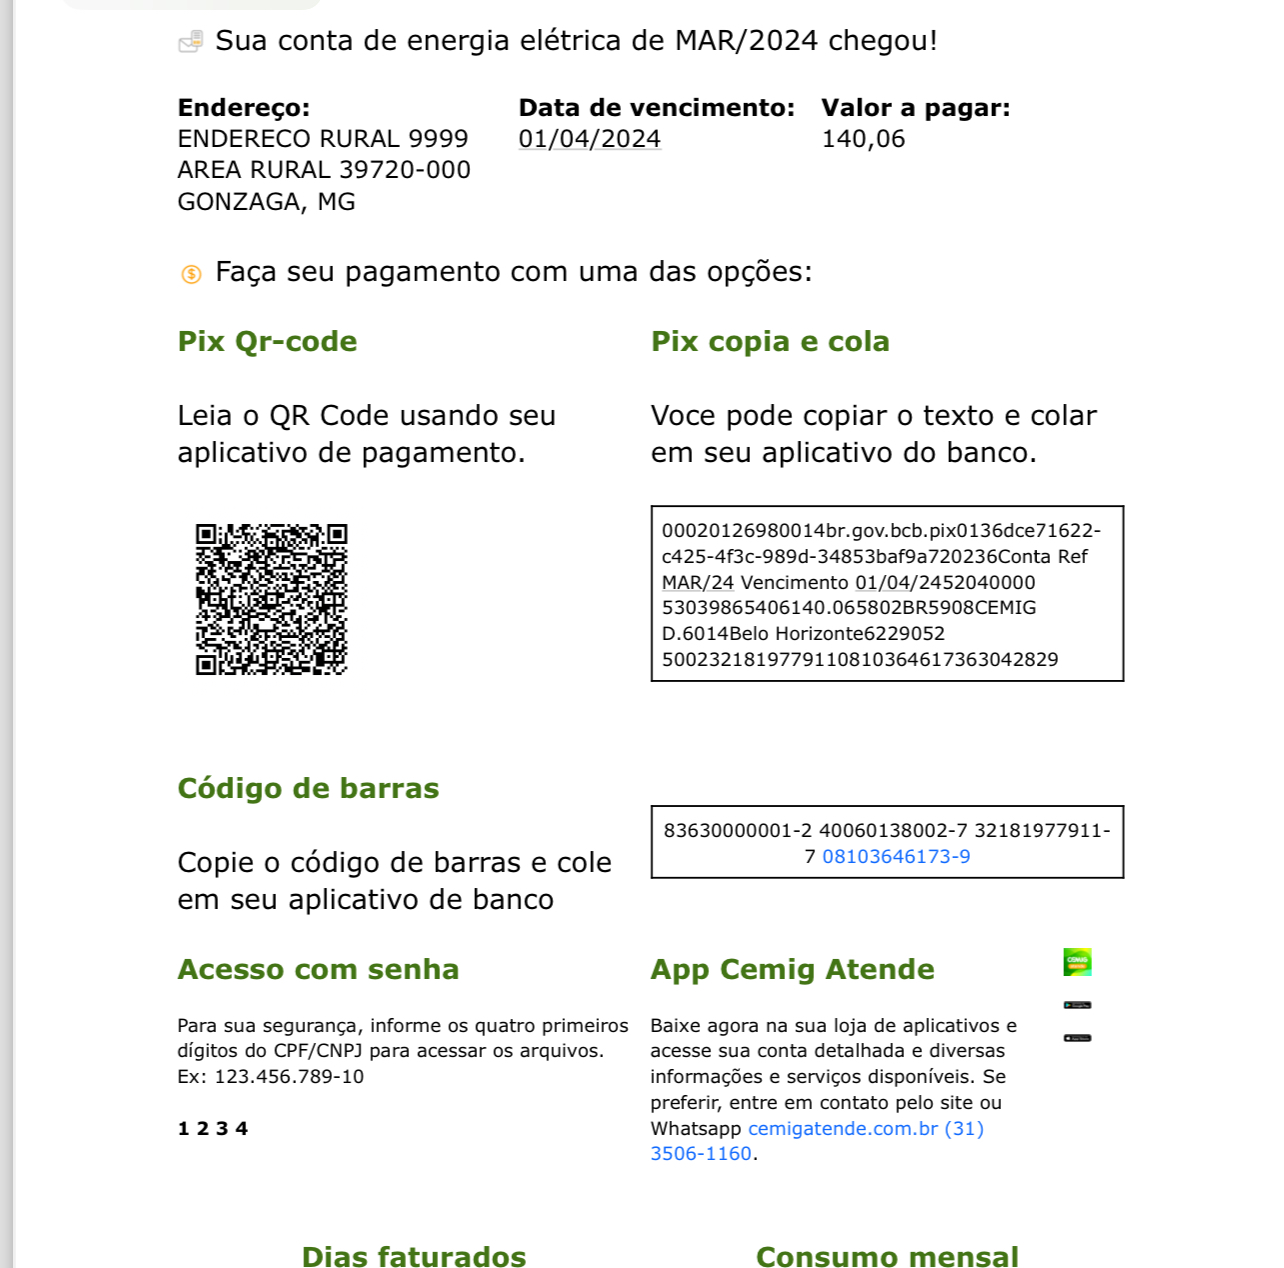 Sua conta de energia elétrica de MAR/2024 chegou!
Endereço:
ENDERECO RURAL 9999
AREA RURAL 39720-000
GONZAGA, MG
Data de vencimento:
01/04/2024
Valor a pagar:
140,06
Faça seu pagamento com uma das opções:
Pix Qr-code
Leia o QR Code usando seu
aplicativo de pagamento.
Pix copia e cola
Voce pode copiar o texto e colar
em seu aplicativo do banco.
00020126980014br.gov.bcb.pix0136dce71622-
c425-4f3c-989d-34853baf9a720236Conta Ref
MAR/24 Vencimento 01/04/2452040000
53039865406140.065802BR5908CEMIG
D.6014Belo Horizonte6229052
50023218197791108103646​17363042829
Código de barras
Copie o código de barras e cole
em seu aplicativo de banco
83630000001-2 40060138002-7 32181977911-
7 08103646173-9
Acesso com senha
Para sua segurança, informe os quatro primeiros
dígitos do CPF/CNPJ para acessar os arquivos.
Ex: 123.456.789-10
1 2 3 4
App Cemig Atende
Baixe agora na sua loja de aplicativos e
acesse sua conta detalhada e diversas
informações e serviços disponíveis. Se
preferir, entre em contato pelo site ou
Whatsapp cemigatende.com.br (31)
3506-1160.
CEMIG
Dias faturados
Consumo mensal